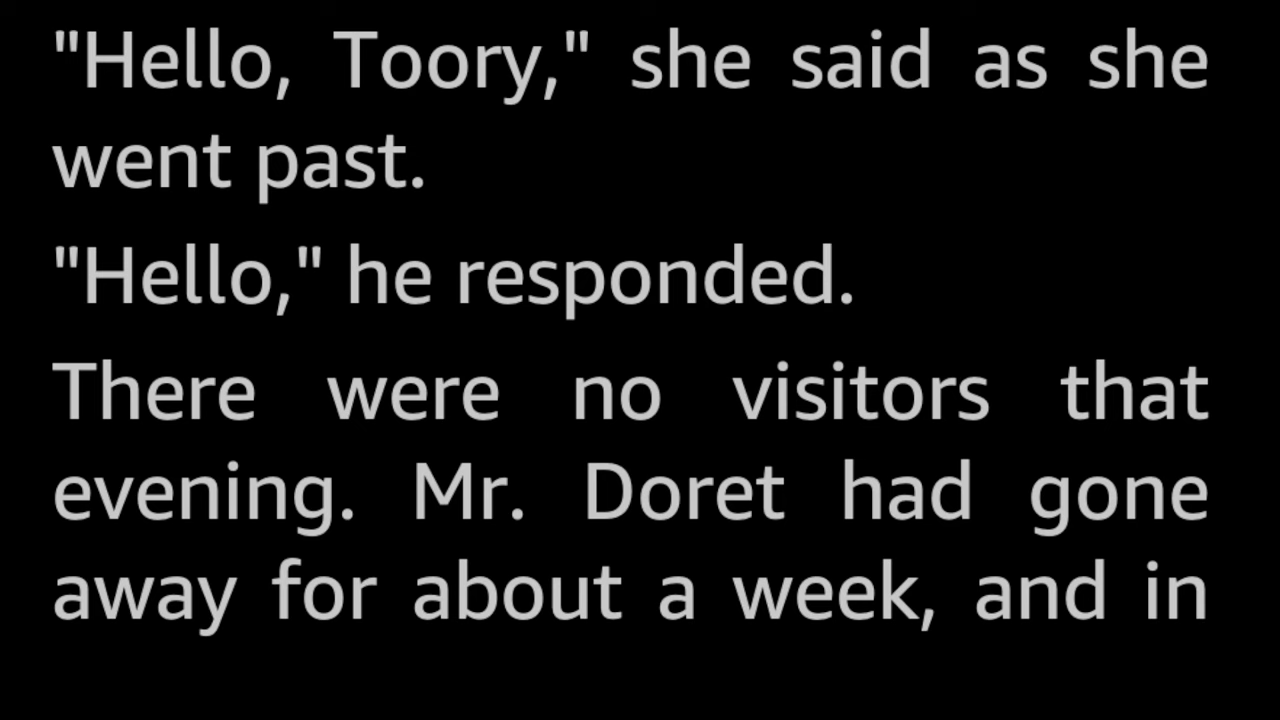 "Hello, Toory," she said as she
went past.
"Hello," he responded.
There were no visitors that
evening. Mr. Doret had gone
away for about a week, and in